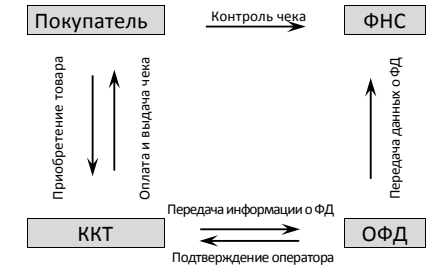 Покупатель
Контроль чека
ФНС
Приобретение товара
Оплата и выдача чека
Передача данных о ФД
Передача информации о ФД
ККТ
ОФД
Подтверждение оператора